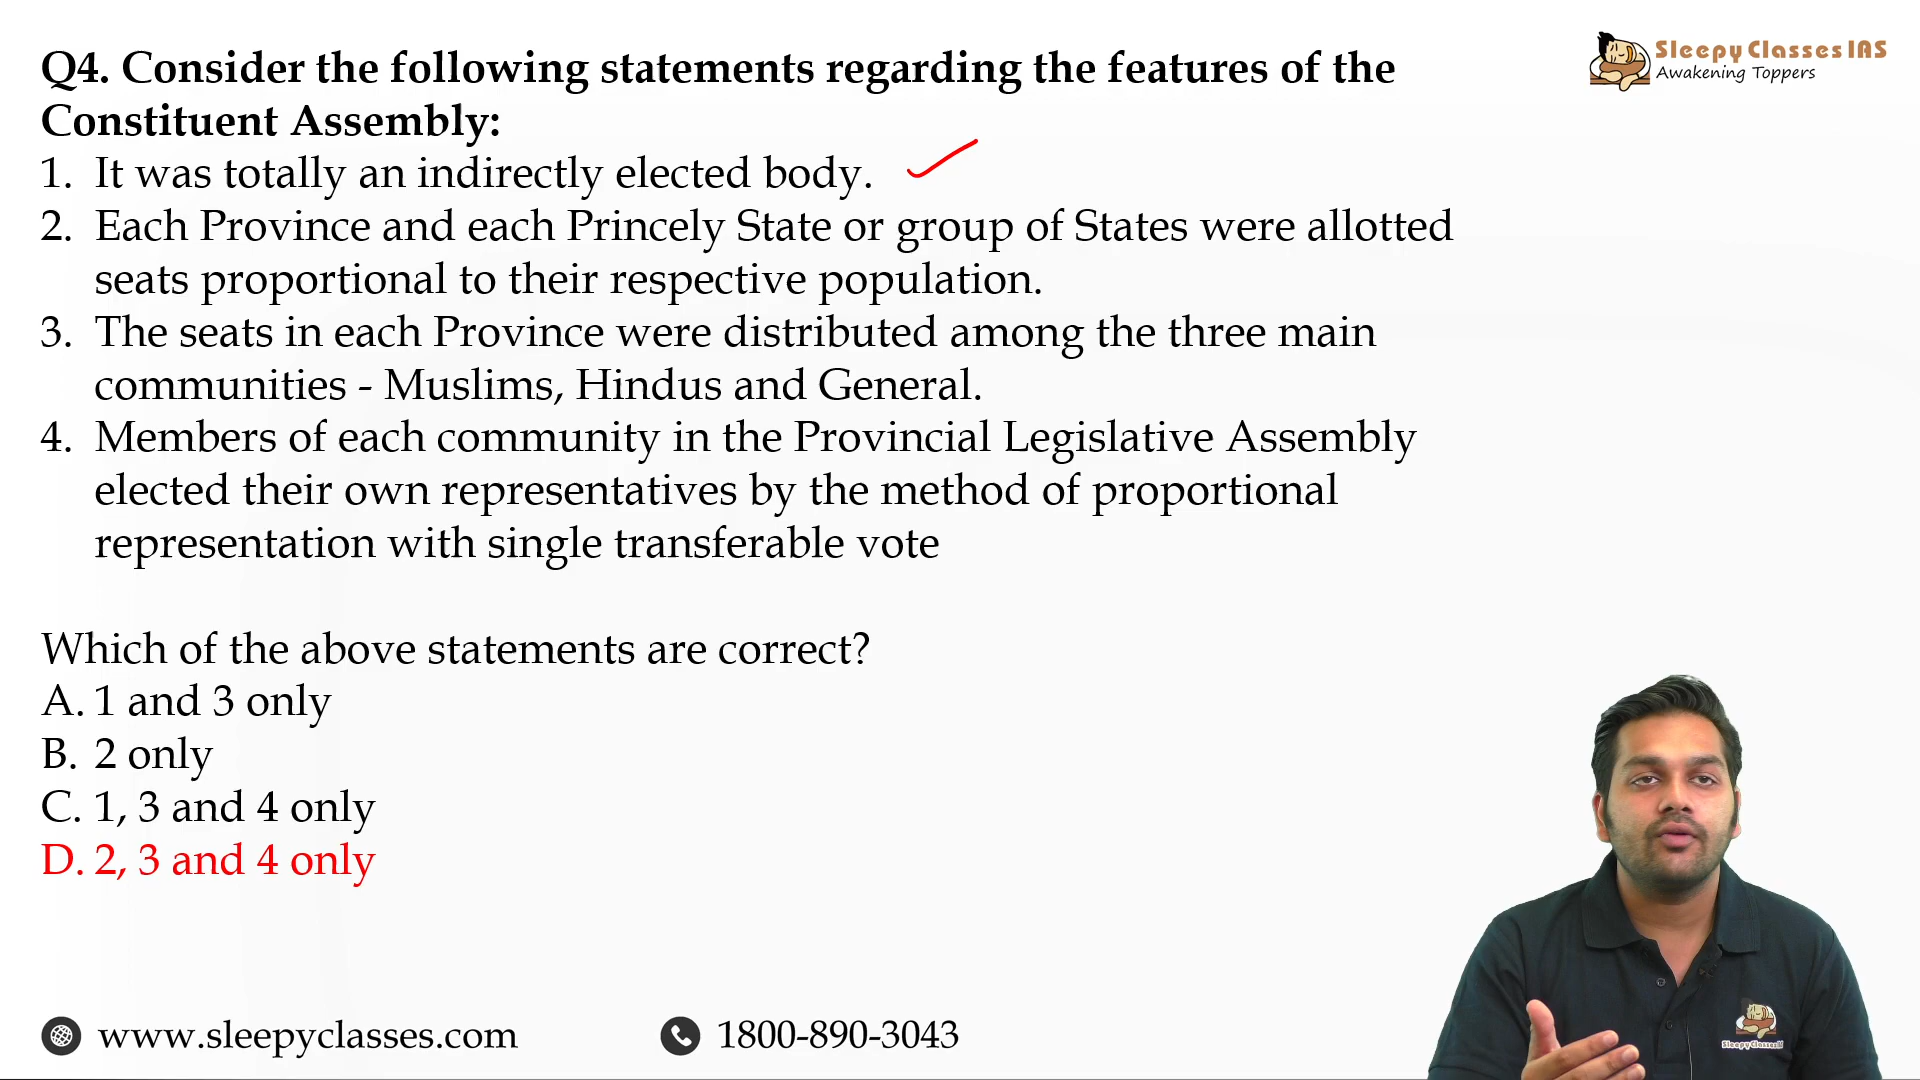 Q4. Consider the following statements regarding the features of the
Constituent Assembly:
1. It was totally an indirectly elected body.
2. Each Province and each Princely State or group of States were allotted
seats proportional to their respective population.
3. The seats in each Province were distributed among the three main
communities - Muslims, Hindus and General.
4. Members of each community in the Provincial Legislative Assembly
elected their own representatives by the method of proportional
representation with single transferable vote
Which of the above statements are correct?
A. 1 and 3 only
B. 2 only
C. 1, 3 and 4 only
D. 2, 3 and 4 only
Sleepy Classes IAS
Awakening Toppers
www.sleepyclasses.com
1800-890-3043